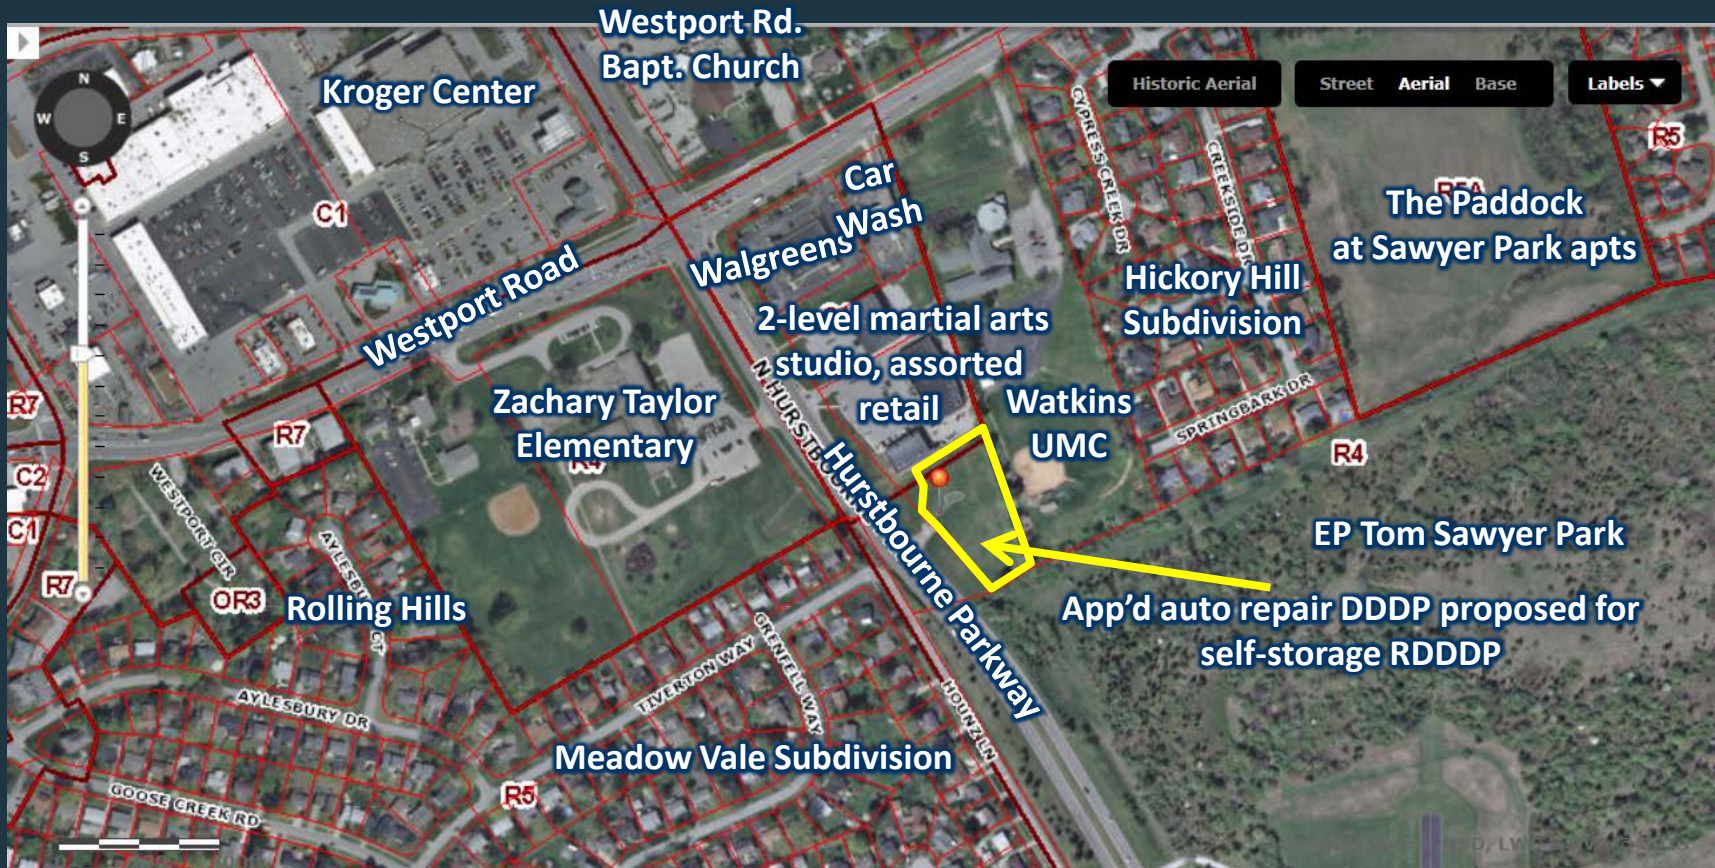 Westport Rd.
Bapt. Church
Kroger Center
N
W
E
S
Historic Aerial
Street
Aerial
Base
Labels
R5
CYPRESS CREEK DR
CREEKSIDE DR
Car
Wash
C1
The Paddock
at Sawyer Park apts
Walgreens
Westport Road
Hickory Hill
Subdivision
2-level martial arts
studio, assorted
retail
N HURSTBOURNE
Zachary Taylor
Elementary
R4
Watkins
UMC
SPRINGBARK DR
R4
R7
R7
C2
C1
WESTPORT CIR
AYLESBURY CT
Hurstbourne Parkway
EP Tom Sawyer Park
R7
OR3
Rolling Hills
App'd auto repair DDDP proposed for
self-storage RDDDP
TIVERTON WAY
GRENFELL WAY
HOUNZ LN
AYLESBURY DR
Meadow Vale Subdivision
GOOSE CREEK RD
R5